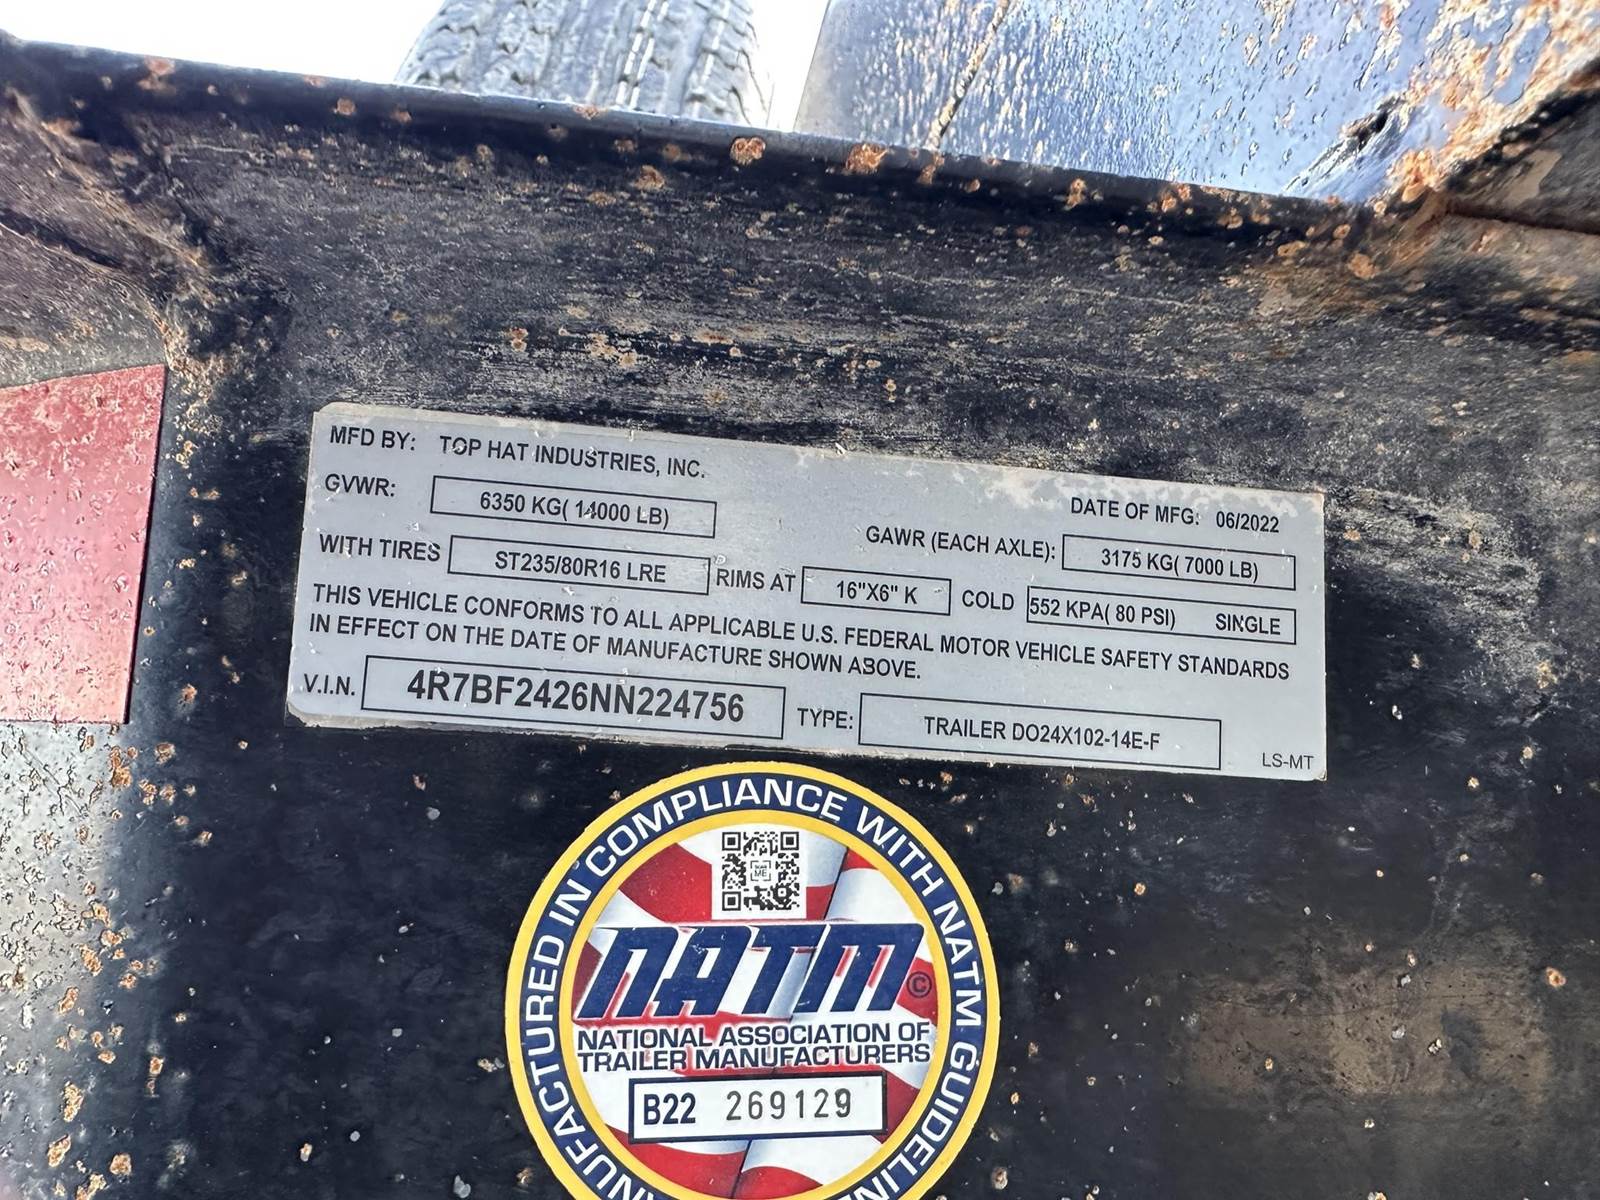 MFD BY: TOP HAT INDUSTRIES, INC.
DATE OF MFG: 06/2022
GVWR: 6350 KG( 14000 LB)
GAWR (EACH AXLE): 3175 KG( 7000 LB)
WITH TIRES ST235/80R16 LRE RIMS AT 16"X6" K COLD 552 KPA( 80 PSI) SINGLE
THIS VEHICLE CONFORMS TO ALL APPLICABLE U.S. FEDERAL MOTOR VEHICLE SAFETY STANDARDS
IN EFFECT ON THE DATE OF MANUFACTURE SHOWN ABOVE.
V.I.N. 4R7BF2426NN224756 TYPE: TRAILER DO24X102-14E-F
LS-MT
MANUFACTURED IN COMPLIANCE WITH NATM GUIDELINE
ME
NATM ©
NATIONAL ASSOCIATION OF
TRAILER MANUFACTURERS
B22 269129